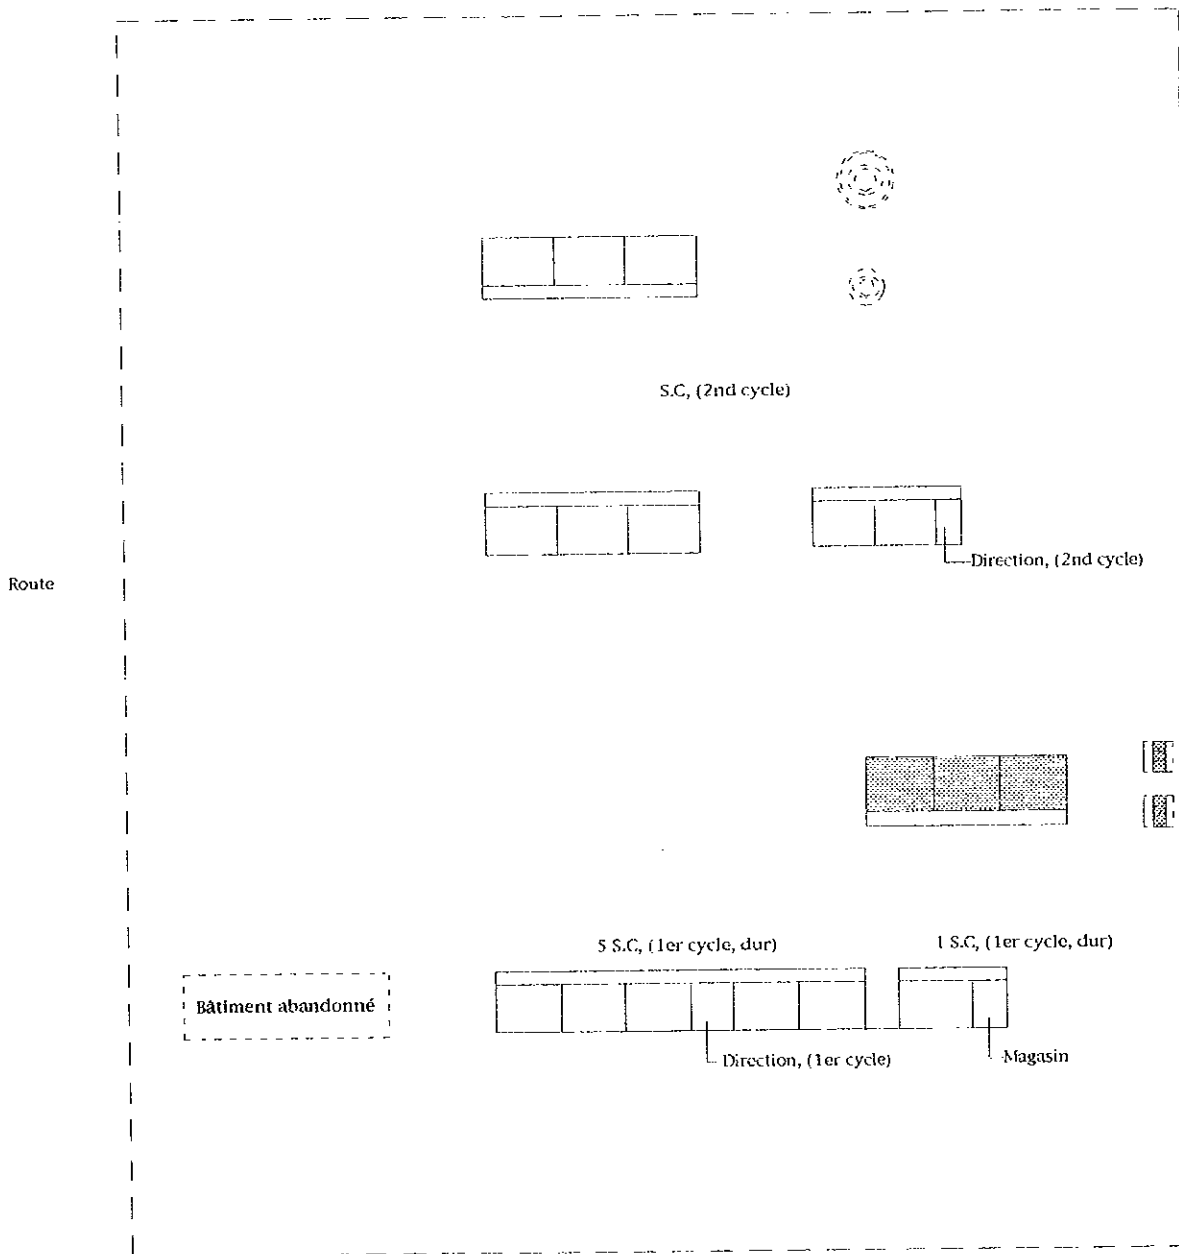 S.C, (2nd cycle)
Direction, (2nd cycle)
Route
5 S.C, (1er cycle, dur)
1 S.C, (1er cycle, dur)
Bâtiment abandonné
Direction, (1er cycle)
Magasin